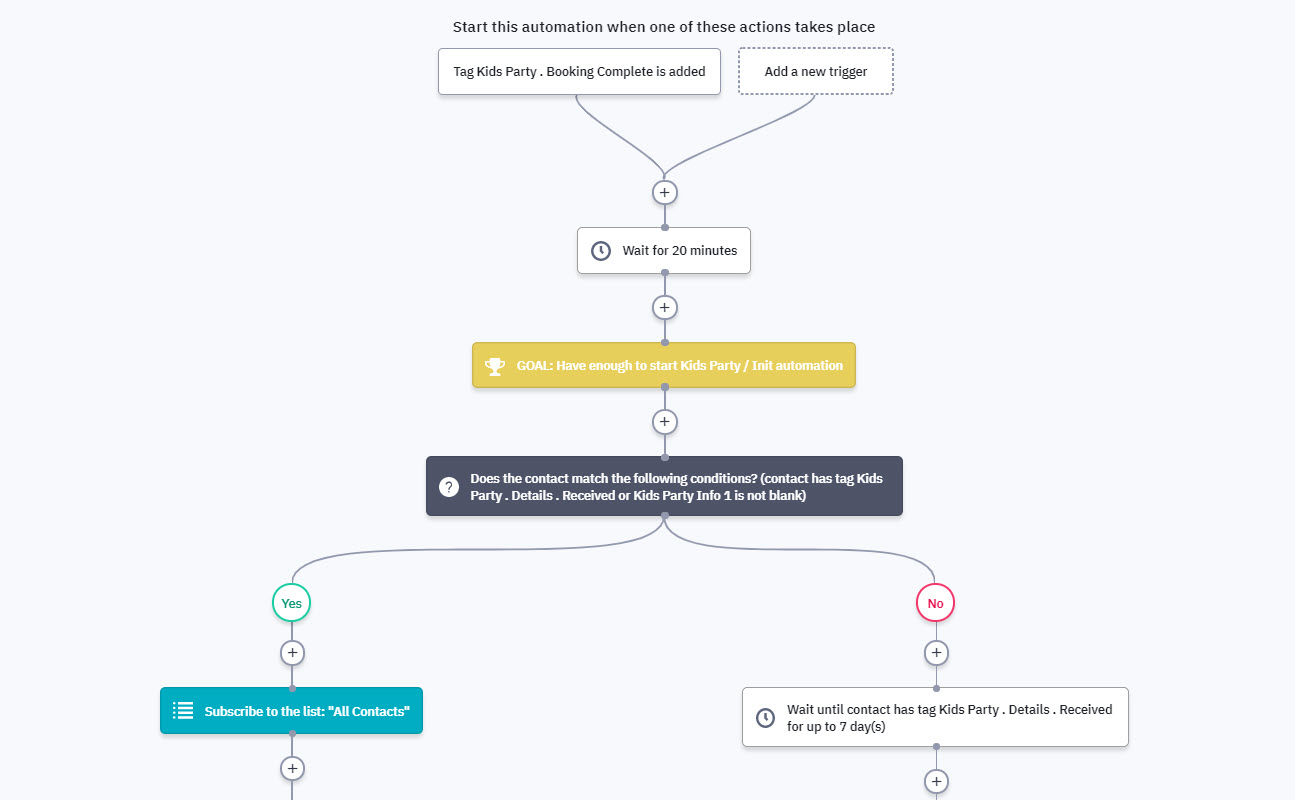 Start this automation when one of these actions takes place
Tag Kids Party . Booking Complete is added
Add a new trigger
Wait for 20 minutes
GOAL: Have enough to start Kids Party / Init automation
Does the contact match the following conditions? (contact has tag Kids
Party . Details . Received or Kids Party Info 1 is not blank)
Yes
No
Subscribe to the list: "All Contacts"
Wait until contact has tag Kids Party . Details . Received
for up to 7 day(s)